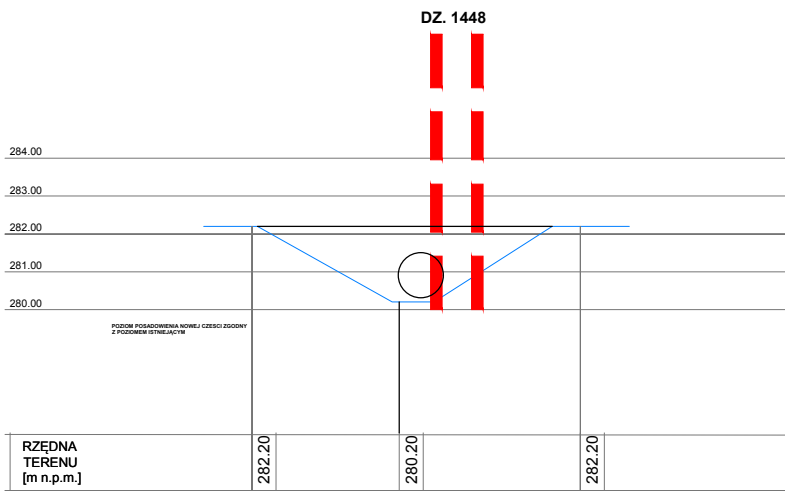 DZ. 1448
284.00
283.00
282.00
281.00
280.00
POZIOM POSADOWIENIA NOWEJ CZESCI ZGODNY
Z POZIOMEM ISTNIEJĄCYM
RZĘDNA
TERENU
[m n.p.m.]
282.20
280.20
282.20